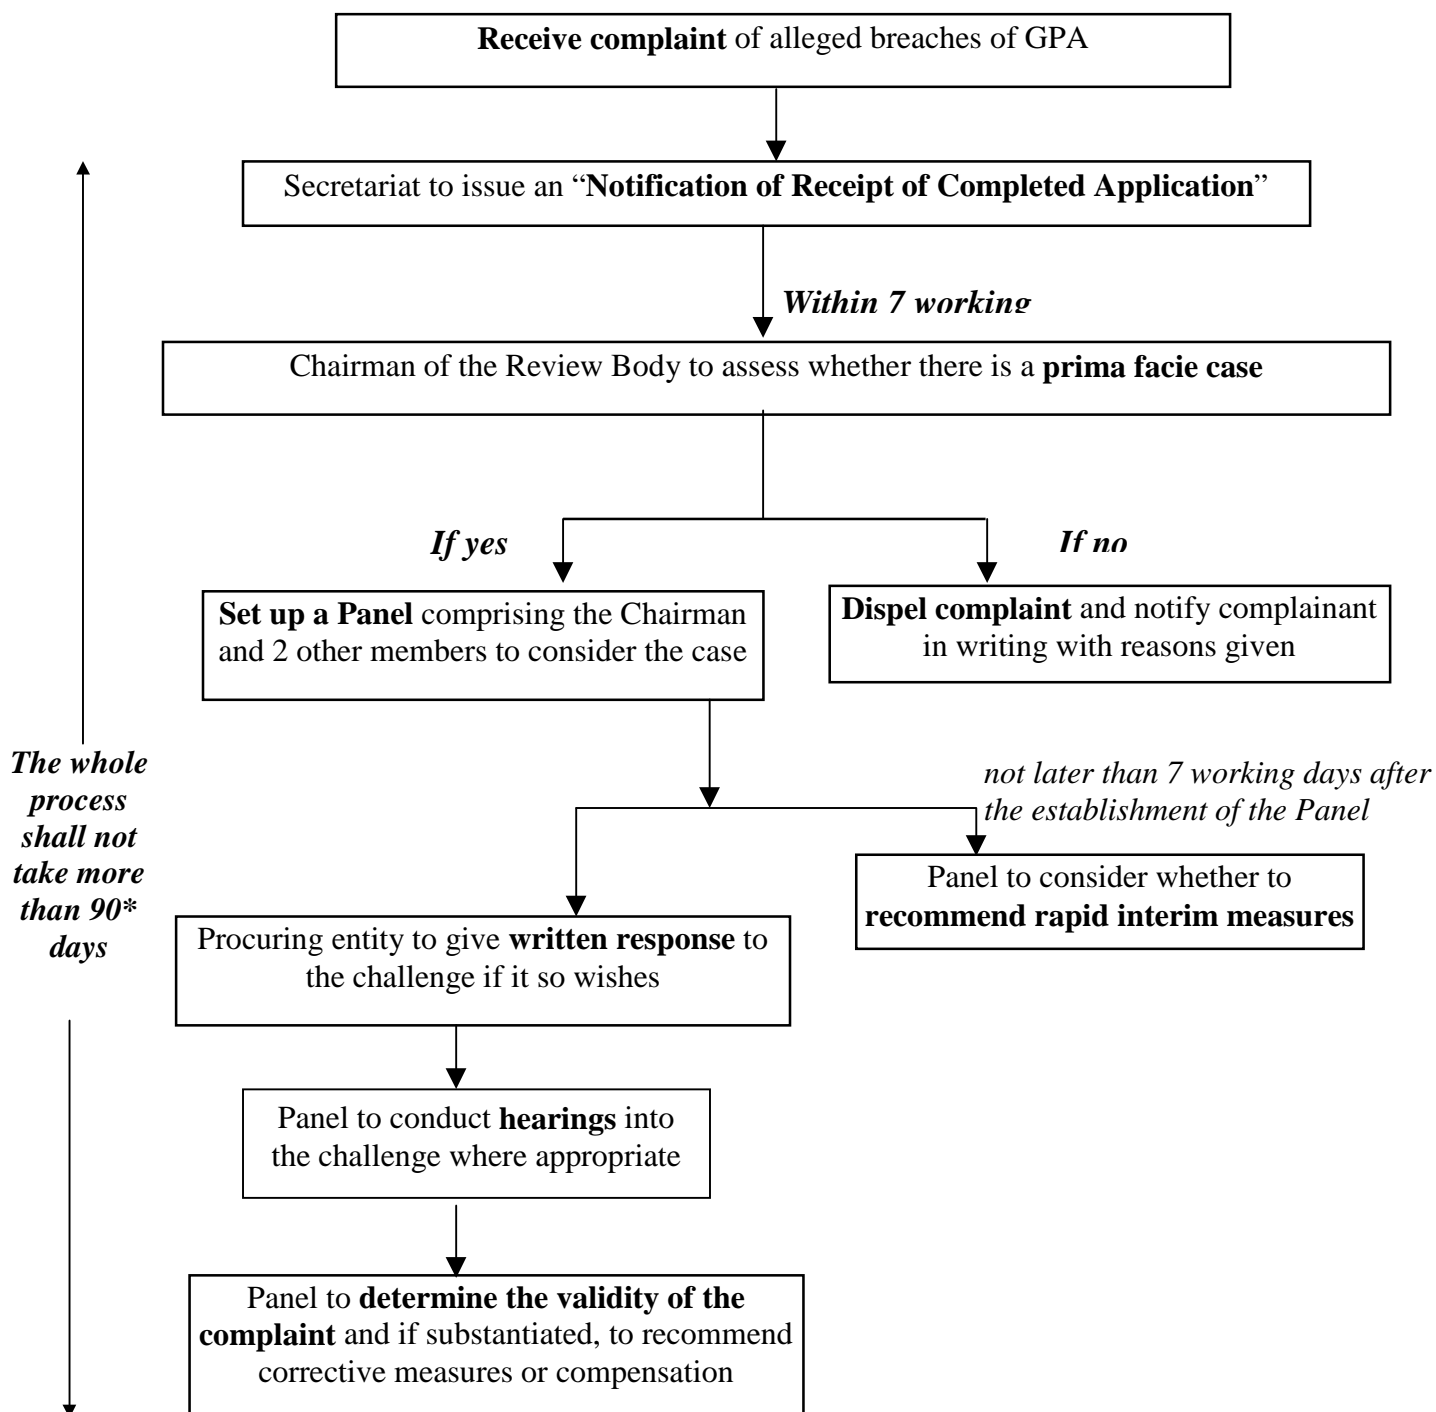 Receive complaint of alleged breaches of GPA
Secretariat to issue an “Notification of Receipt of Completed Application”
Within 7 working
Chairman of the Review Body to assess whether there is a prima facie case
If yes
If no
Set up a Panel comprising the Chairman
and 2 other members to consider the case
Dispel complaint and notify complainant
in writing with reasons given
The whole
process
shall not
take more
than 90*
days
not later than 7 working days after
the establishment of the Panel
Panel to consider whether to
recommend rapid interim measures
Procuring entity to give written response to
the challenge if it so wishes
Panel to conduct hearings into
the challenge where appropriate
Panel to determine the validity of the
complaint and if substantiated, to recommend
corrective measures or compensation